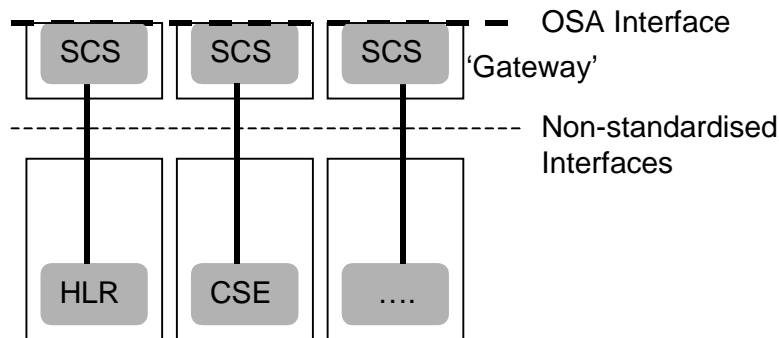 OSA Interface
SCS SCS SCS
‘Gateway’
Non-standardised
Interfaces
HLR CSE ....